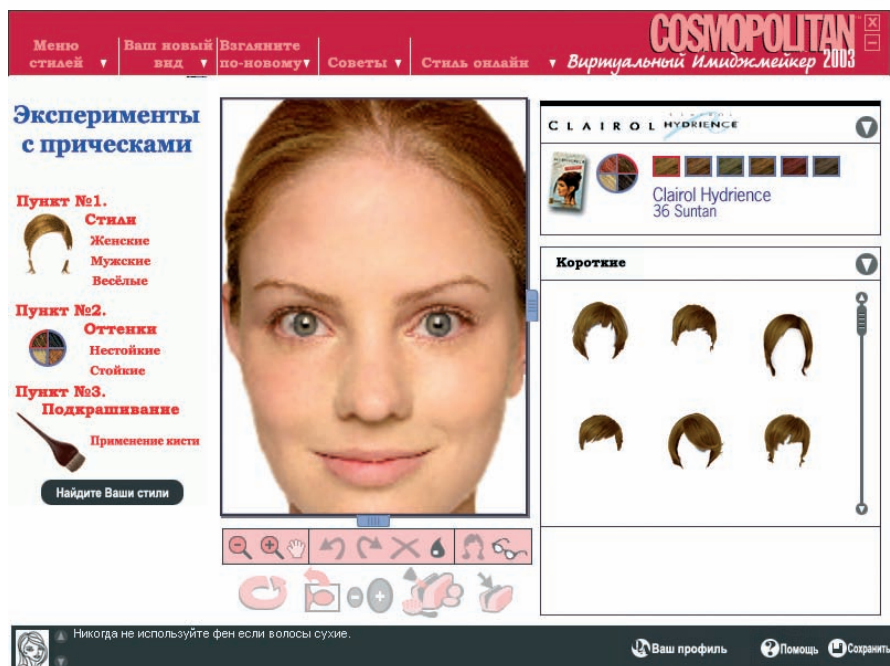 COSMOPOLITAN
Виртуальный Имиджмейкер 2003
Меню
стилей
Ваш новый
вид
Взгляните
по-новому
Советы
Стиль онлайн
Эксперименты
с прическами
Пункт №1.
Стили
Женские
Мужские
Весёлые
Пункт №2.
Оттенки
Нестойкие
Стойкие
Пункт №3.
Подкрашивание
Применение кисти
Найдите Ваши стили
CLAIROL HYDRIENCE
Clairol Hydrience
36 Suntan
Короткие
Никогда не используйте фен если волосы сухие.
Ваш профиль
Помощь
Сохранить